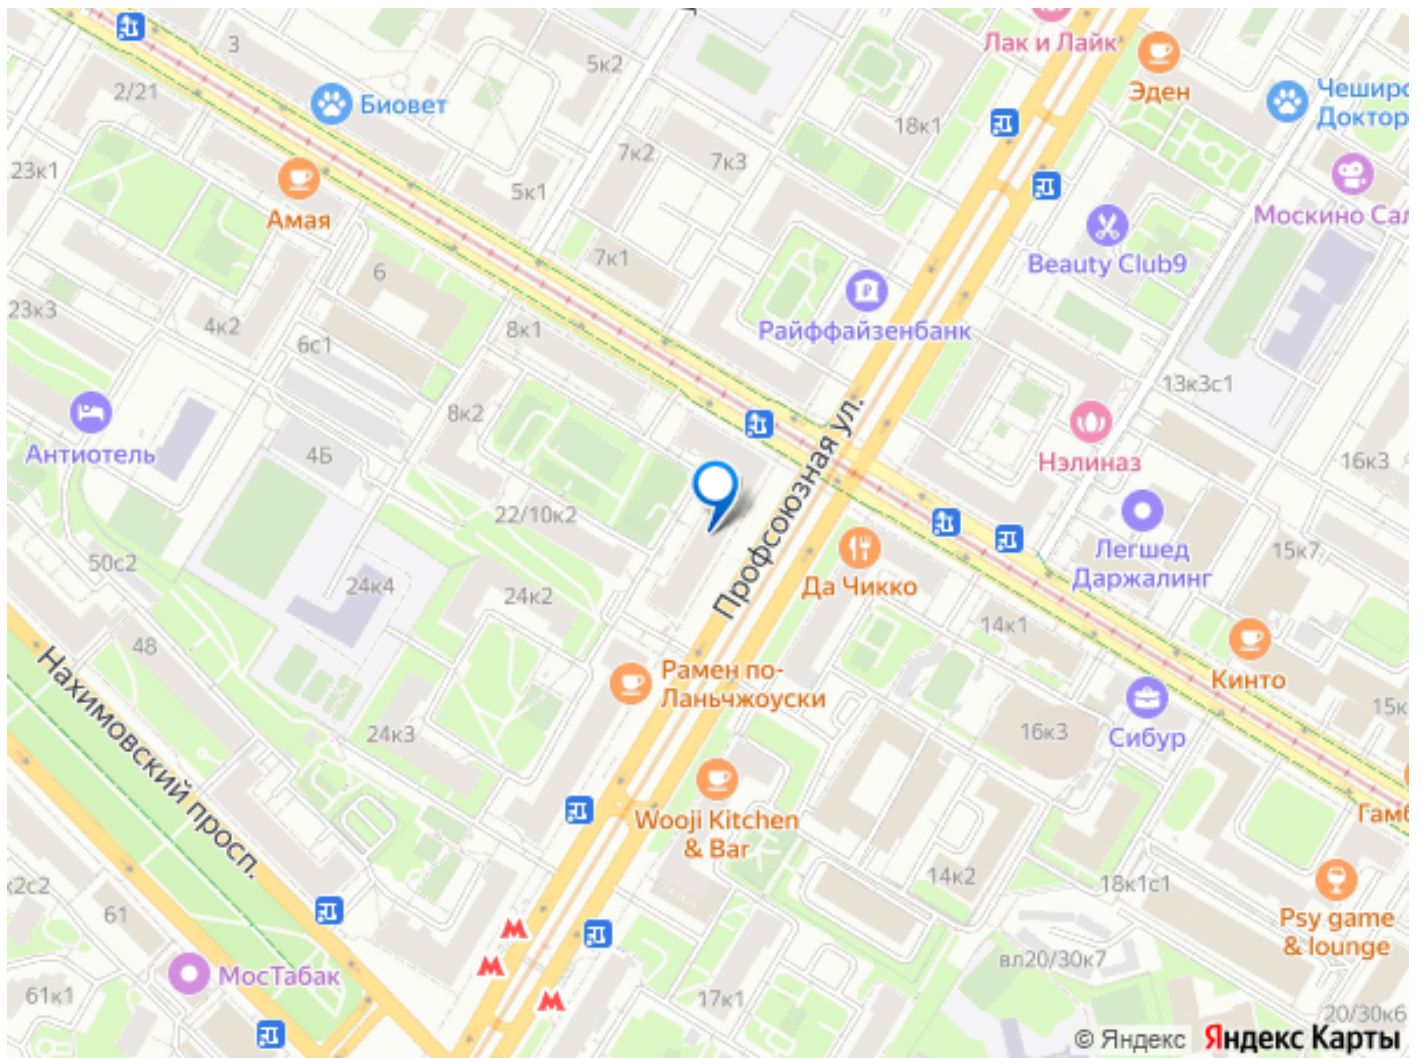 Лак и Лайк
3
5к2
Эден
2/21
Биовет
Чеширс
Доктор
18к1
7к2
7к3
23к1
5к1
Амая
Москино Сал
7к1
6
Beauty Club9
23к3
4к2
8к1
Райффайзенбанк
6с1
13к3с1
8к2
Антиотель
4Б
Профсоюзная ул.
Нэлиназ
16к3
22/10к2
Легшед
Даржалинг
15к7
50с2
24к4
24к2
Да Чикко
14к1
48
Рамен по-
Ланьчжоуски
Кинто
15к
24к3
16к3
Сибур
Нахимовский просп.
Wooji Kitchen
& Bar
Гамб
к2с2
14к2
18к1с1
61
Psy game
& lounge
М
М
М
МосТабак
вл20/30к7
61к1
17к1
20/30к6
© Яндекс Яндекс Карты